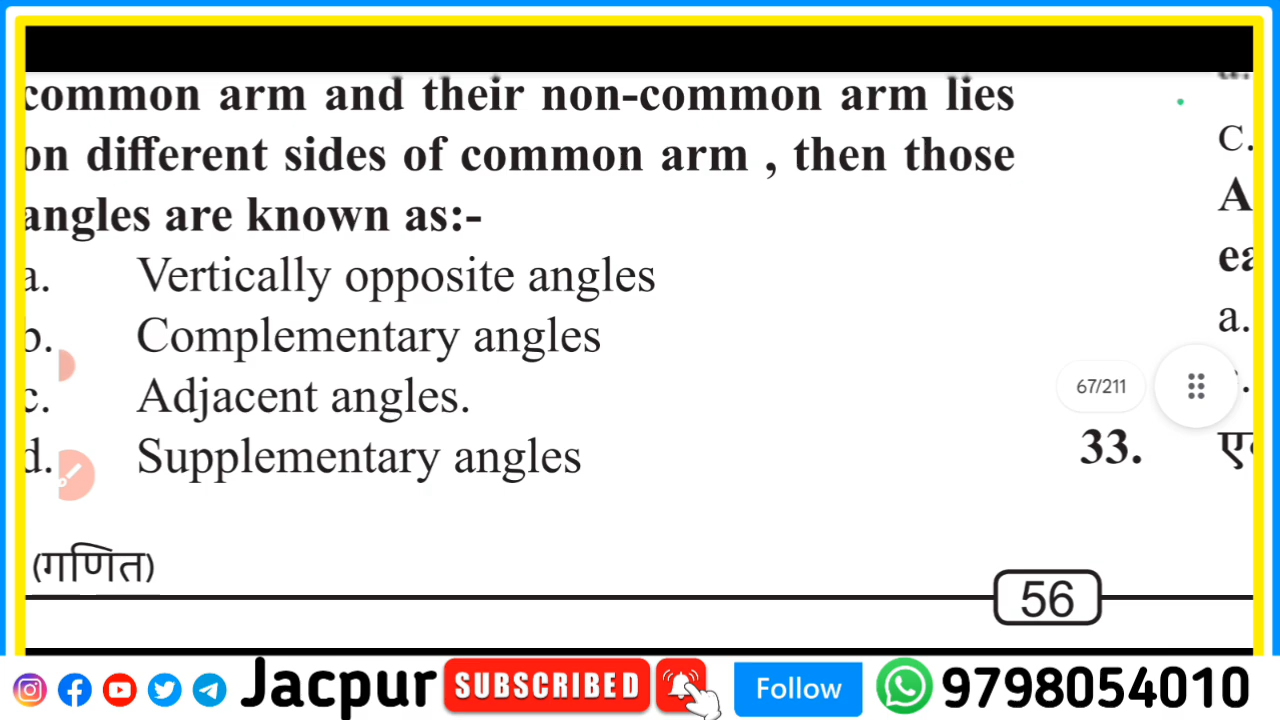 common arm and their non-common arm lies
on different sides of common arm , then those
angles are known as:-
a. Vertically opposite angles
b. Complementary angles
c. Adjacent angles.
d. Supplementary angles
(गणित)
56
C.
A
a.
67/211
33.
Jacpur SUBSCRIBED Follow 9798054010